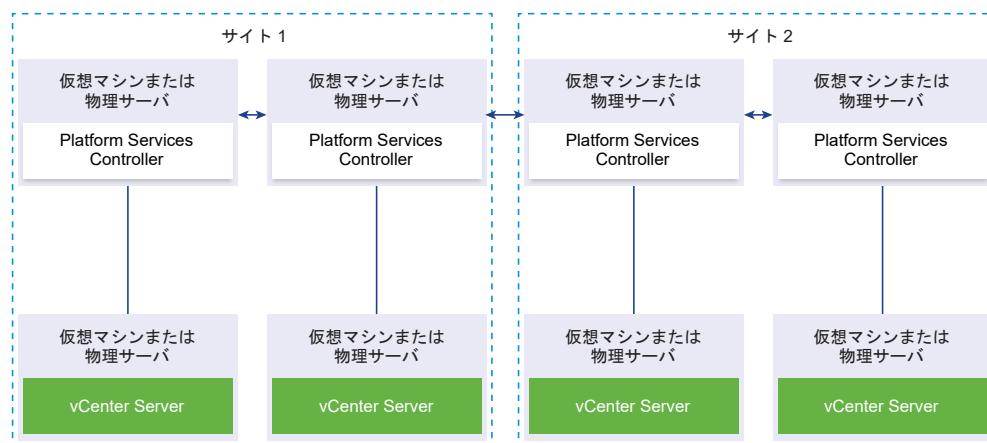 サイト 1
サイト 2
仮想マシンまたは
物理サーバ
Platform Services
Controller
仮想マシンまたは
物理サーバ
Platform Services
Controller
仮想マシンまたは
物理サーバ
Platform Services
Controller
仮想マシンまたは
物理サーバ
Platform Services
Controller
仮想マシンまたは
物理サーバ
vCenter Server
仮想マシンまたは
物理サーバ
vCenter Server
仮想マシンまたは
物理サーバ
vCenter Server
仮想マシンまたは
物理サーバ
vCenter Server